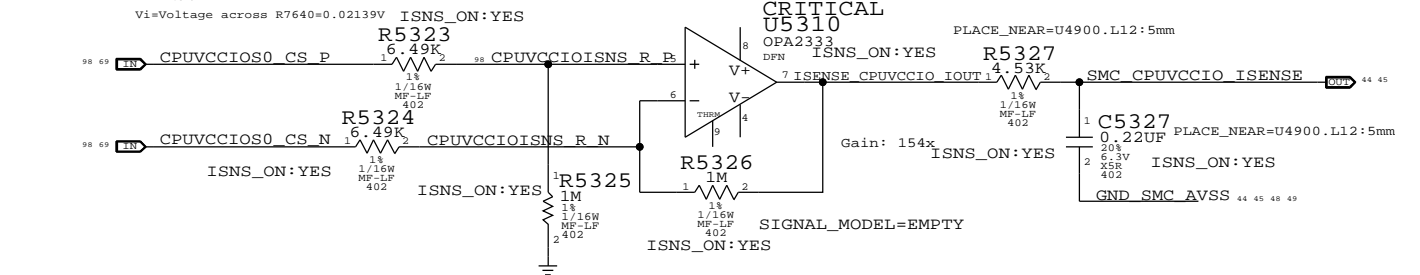 Vi=Voltage across R7640=0.02139V
ISNS_ON:YES
CRITICAL
U5310
OPA2333
DFN
ISNS_ON:YES
PLACE_NEAR=U4900.L12:5mm
R5323
6.49K
98 69 IN CPUVCCIOS0_CS_P 1 2 98 CPUVCCIOISNS_R_P 5
1%
1/16W
MF-LF
402
8
+
V+
7 ISENSE_CPUVCCIO_IOUT
R5327
4.53K
1 2
1%
1/16W
MF-LF
402
SMC_CPUVCCIO_ISENSE OUT 44 45
6
−
V−
THRM
9
4
R5324
6.49K
98 69 IN CPUVCCIOS0_CS_N 1 2 CPUVCCIOISNS_R_N
1%
1/16W
MF-LF
402
ISNS_ON:YES
Gain: 154x
ISNS_ON:YES
1
C5327
0.22UF
20%
6.3V
X5R
402
2
PLACE_NEAR=U4900.L12:5mm
ISNS_ON:YES
GND_SMC_AVSS 44 45 48 49
ISNS_ON:YES
1
R5325
1M
1%
1/16W
MF-LF
402
2
R5326
1M
1 2
1%
1/16W
MF-LF
402
ISNS_ON:YES
SIGNAL_MODEL=EMPTY